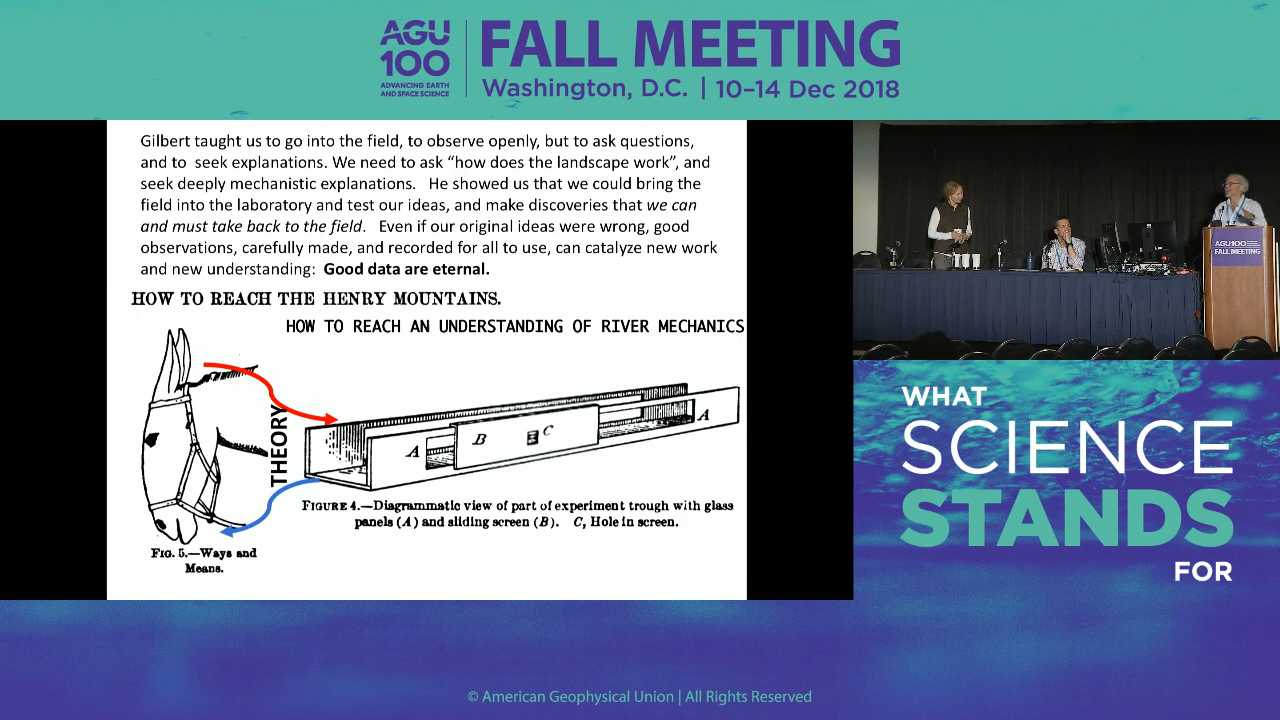 AGU
100
ADVANCING EARTH
AND SPACE SCIENCE
FALL MEETING
Washington, D.C. | 10–14 Dec 2018
Gilbert taught us to go into the field, to observe openly, but to ask questions,
and to seek explanations. We need to ask “how does the landscape work”, and
seek deeply mechanistic explanations. He showed us that we could bring the
field into the laboratory and test our ideas, and make discoveries that we can
and must take back to the field. Even if our original ideas were wrong, good
observations, carefully made, and recorded for all to use, can catalyze new work
and new understanding: Good data are eternal.
HOW TO REACH THE HENRY MOUNTAINS.
HOW TO REACH AN UNDERSTANDING OF RIVER MECHANICS
THEORY
A
B
C
A
FIGURE 4.—Diagrammatic view of part of experiment trough with glass
panels (A) and sliding screen (B). C, Hole in screen.
FIG. 5.—Ways and
Means.
AGU100
FALL MEETING
WHAT
SCIENCE
STANDS
FOR
© American Geophysical Union | All Rights Reserved